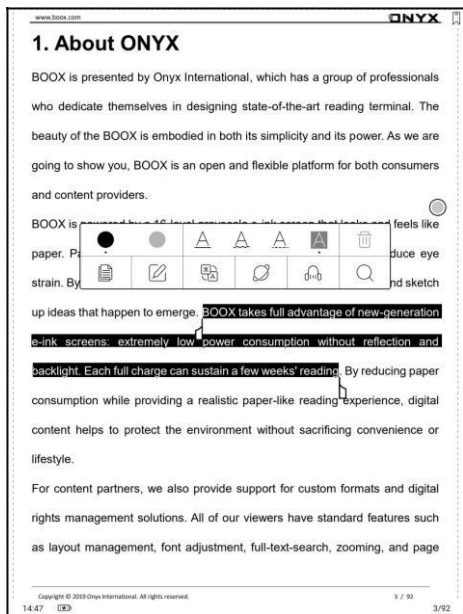 www.boox.com
ONYX
1. About ONYX
BOOX is presented by Onyx International, which has a group of professionals
who dedicate themselves in designing state-of-the-art reading terminal. The
beauty of the BOOX is embodied in both its simplicity and its power. As we are
going to show you, BOOX is an open and flexible platform for both consumers
and content providers.
BOOX is feels like
paper. duce eye
strain. By nd sketch
up ideas that happen to emerge. BOOX takes full advantage of new-generation
e-ink screens: extremely low power consumption without reflection and
backlight. Each full charge can sustain a few weeks' reading. By reducing paper
consumption while providing a realistic paper-like reading experience, digital
content helps to protect the environment without sacrificing convenience or
lifestyle.
For content partners, we also provide support for custom formats and digital
rights management solutions. All of our viewers have standard features such
as layout management, font adjustment, full-text-search, zooming, and page
Copyright © 2019 Onyx International. All rights reserved.
3 / 92
14:47
3/92